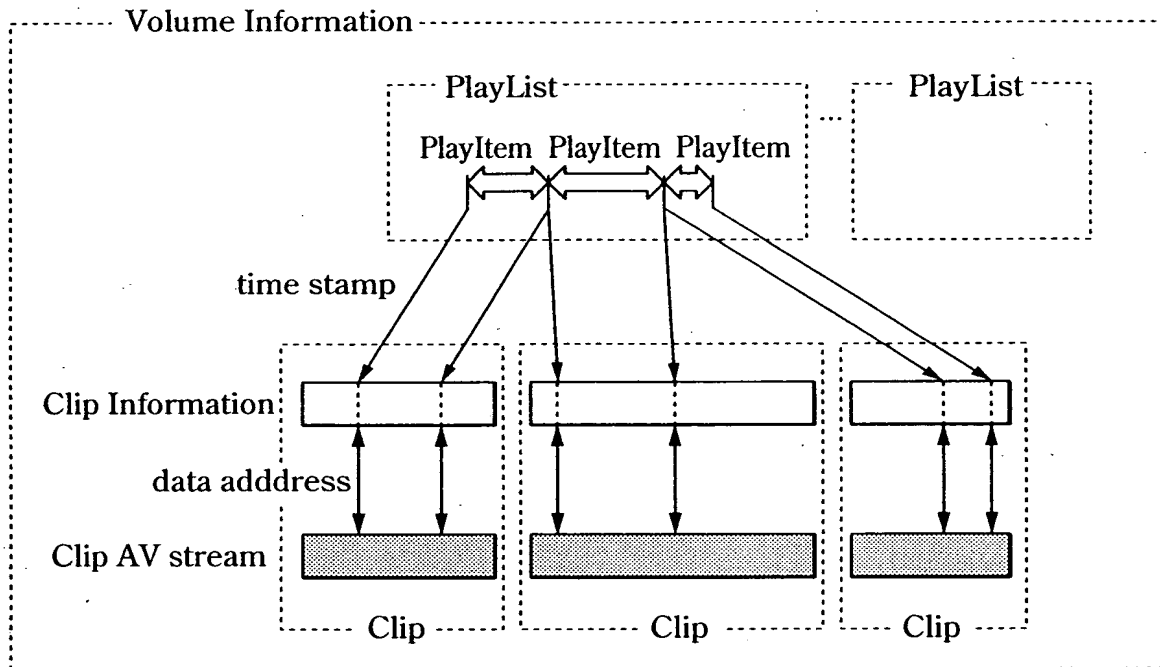 Volume Information
PlayList
PlayList
...
PlayItem PlayItem PlayItem
time stamp
Clip Information
data adddress
Clip AV stream
Clip
Clip
Clip